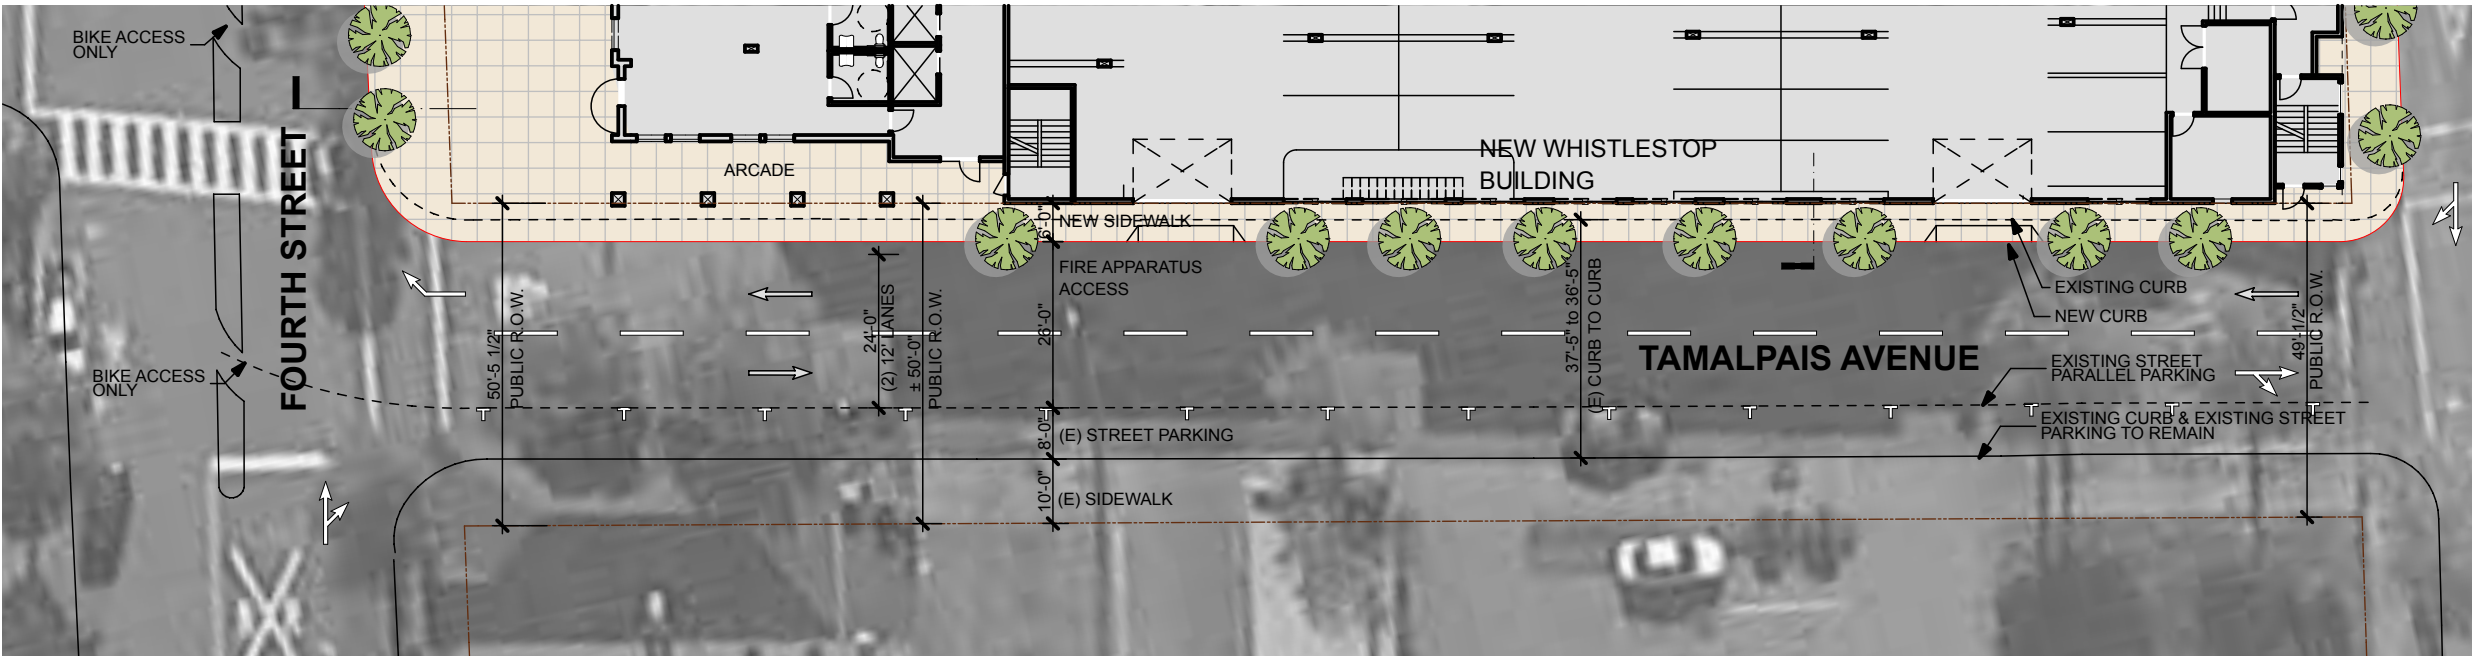 BIKE ACCESS
ONLY
FOURTH STREET
BIKE ACCESS
ONLY
ARCADE
NEW WHISTLESTOP
BUILDING
6'-0"
NEW SIDEWALK
FIRE APPARATUS
ACCESS
26'-0"
50'-5 1/2"
PUBLIC R.O.W.
24'-0"
(2) 12' LANES
± 50'-0"
PUBLIC R.O.W.
8'-0"
(E) STREET PARKING
10'-0"
(E) SIDEWALK
37'-5" to 36'-5"
(E) CURB TO CURB
TAMALPAIS AVENUE
EXISTING CURB
NEW CURB
EXISTING STREET
PARALLEL PARKING
EXISTING CURB & EXISTING STREET
PARKING TO REMAIN
49'-1/2"
PUBLIC R.O.W.